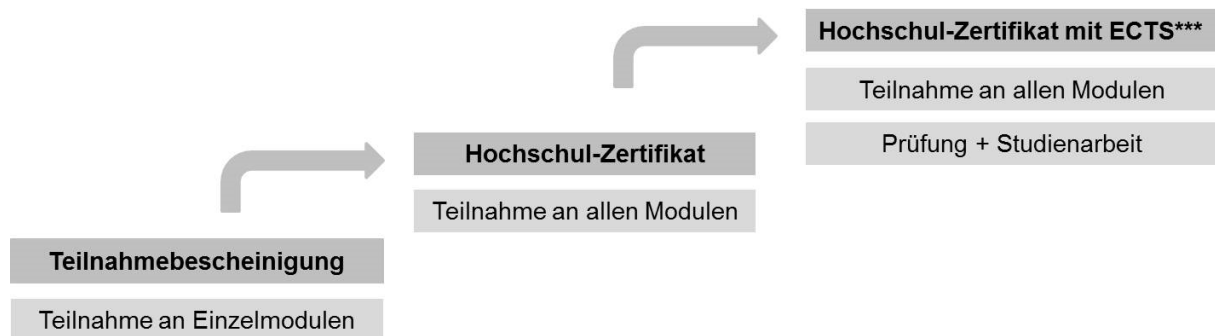 Hochschul-Zertifikat mit ECTS***
Teilnahme an allen Modulen
Prüfung + Studienarbeit
Hochschul-Zertifikat
Teilnahme an allen Modulen
Teilnahmebescheinigung
Teilnahme an Einzelmodulen